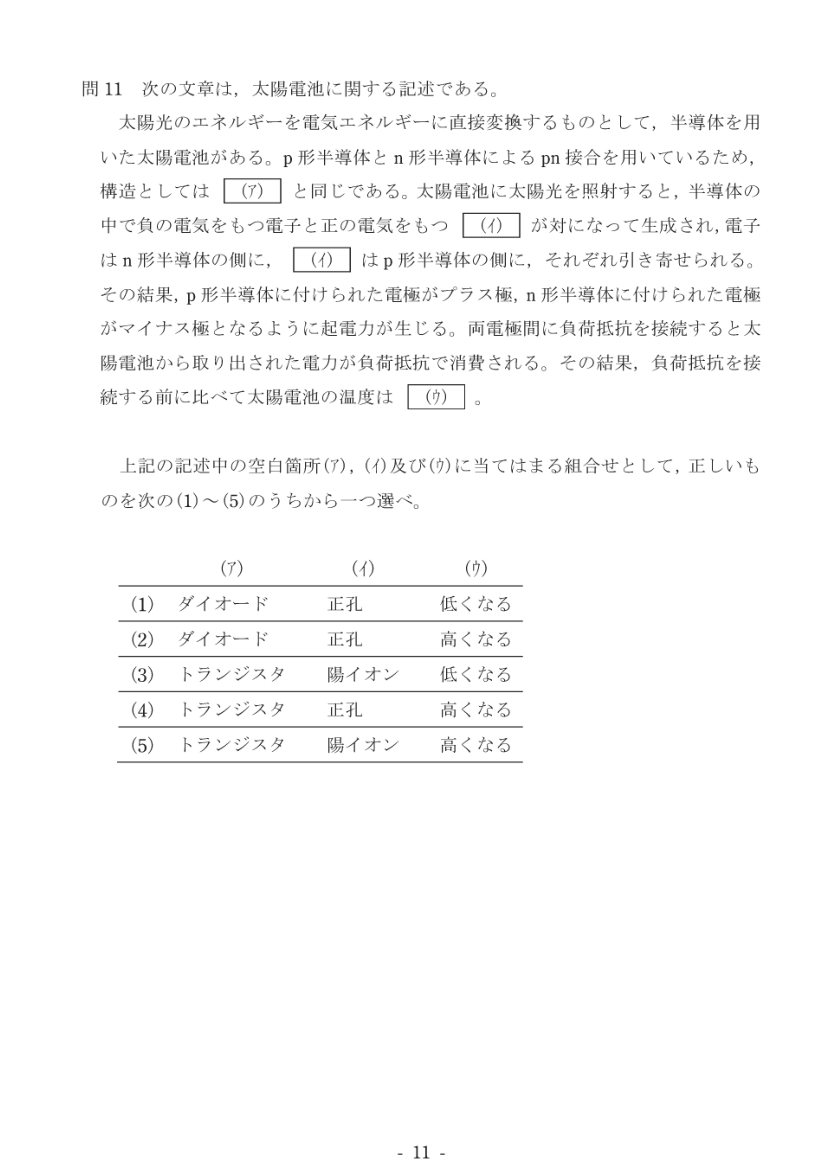 問 11　次の文章は，太陽電池に関する記述である。
太陽光のエネルギーを電気エネルギーに直接変換するものとして，半導体を用
いた太陽電池がある。p 形半導体と n 形半導体による pn 接合を用いているため，
構造としては (ア) と同じである。太陽電池に太陽光を照射すると，半導体の
中で負の電気をもつ電子と正の電気をもつ (イ) が対になって生成され，電子
は n 形半導体の側に， (イ) は p 形半導体の側に，それぞれ引き寄せられる。
その結果，p 形半導体に付けられた電極がプラス極，n 形半導体に付けられた電極
がマイナス極となるように起電力が生じる。両電極間に負荷抵抗を接続すると太
陽電池から取り出された電力が負荷抵抗で消費される。その結果，負荷抵抗を接
続する前に比べて太陽電池の温度は (ウ) 。
上記の記述中の空白箇所(ア)，(イ)及び(ウ)に当てはまる組合せとして，正しいも
のを次の(1)～(5)のうちから一つ選べ。
(ア) (イ) (ウ)
(1) ダイオード 正孔 低くなる
(2) ダイオード 正孔 高くなる
(3) トランジスタ 陽イオン 低くなる
(4) トランジスタ 正孔 高くなる
(5) トランジスタ 陽イオン 高くなる
- 11 -